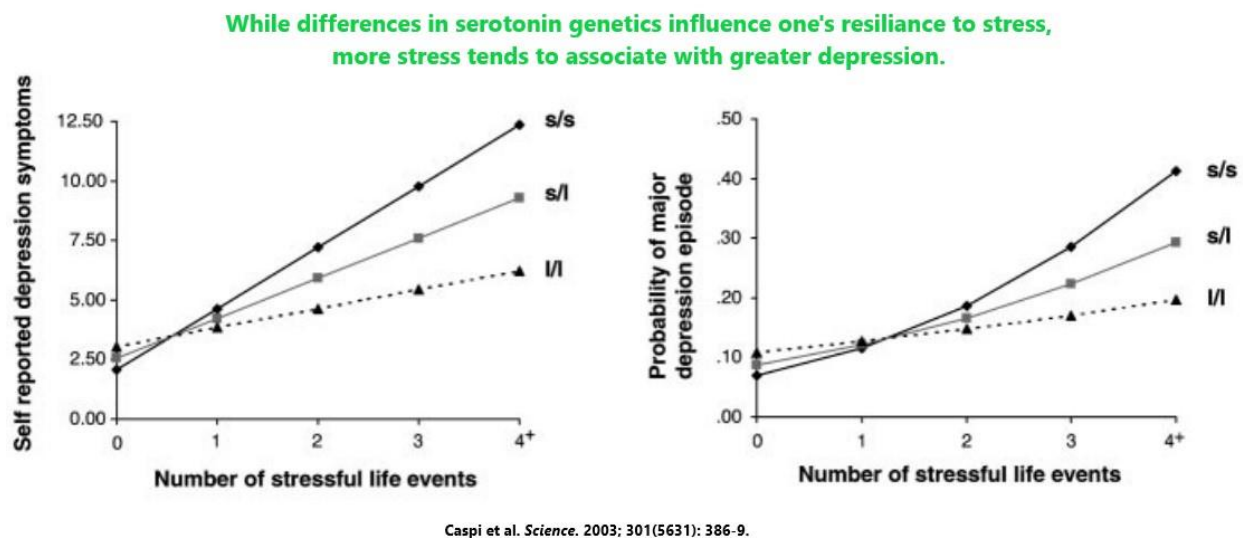 While differences in serotonin genetics influence one's resiliance to stress,
more stress tends to associate with greater depression.
Self reported depression symptoms
12.50
10.00
7.50
5.00
2.50
0.00
s/s
s/l
l/l
0 1 2 3 4+
Number of stressful life events
Probability of major
depression episode
.50
.40
.30
.20
.10
.00
s/s
s/l
l/l
0 1 2 3 4+
Number of stressful life events
Caspi et al. Science. 2003; 301(5631): 386-9.